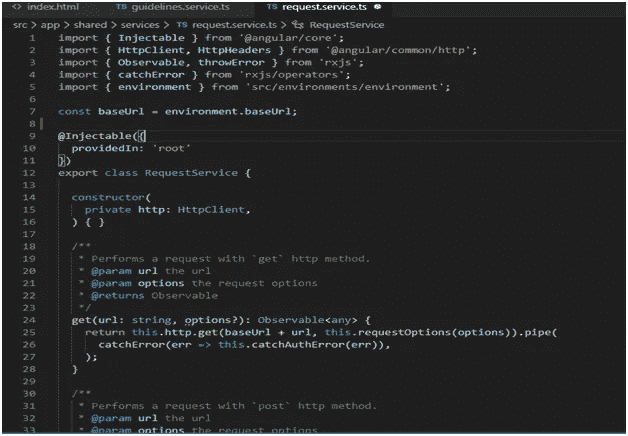 index.html
guidelines.service.ts
TS request.service.ts
src > app > shared > services > TS request.service.ts > RequestService
1 import { Injectable } from '@angular/core';
2 import { HttpClient, HttpHeaders } from '@angular/common/http';
3 import { Observable, throwError } from 'rxjs';
4 import { catchError } from 'rxjs/operators';
5 import { environment } from 'src/environments/environment';
6
7 const baseUrl = environment.baseUrl;
8
9 @Injectable({
10 providedIn: 'root'
11 })
12 export class RequestService {
13
14 constructor(
15 private http: HttpClient,
16 ) { }
17
18 /**
19 * Performs a request with `get` http method.
20 * @param url the url
21 * @param options the request options
22 * @returns Observable
23 */
24 get(url: string, options?): Observable<any> {
25 return this.http.get(baseUrl + url, this.requestOptions(options)).pipe(
26 catchError(err => this.catchAuthError(err)),
27 );
28 }
29
30 /**
31 * Performs a request with `post` http method.
32 * @param url the url
33 * @param options the request options